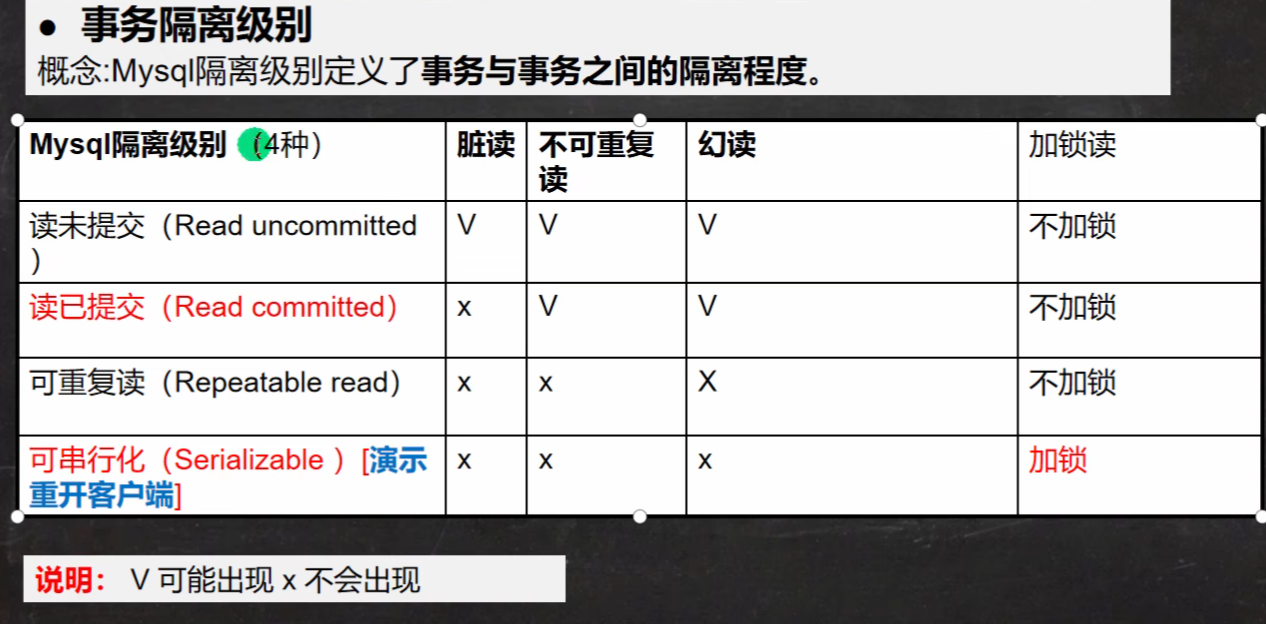 ● 事务隔离级别
概念:Mysql隔离级别定义了事务与事务之间的隔离程度。
Mysql隔离级别 (4种） 脏读 不可重复 幻读 加锁读
读
读未提交（Read uncommitted V V V 不加锁
）
读已提交（Read committed） x V V 不加锁
可重复读（Repeatable read） x x X 不加锁
可串行化（Serializable ）[演示 x x x 加锁
重开客户端]
说明： V 可能出现 x 不会出现